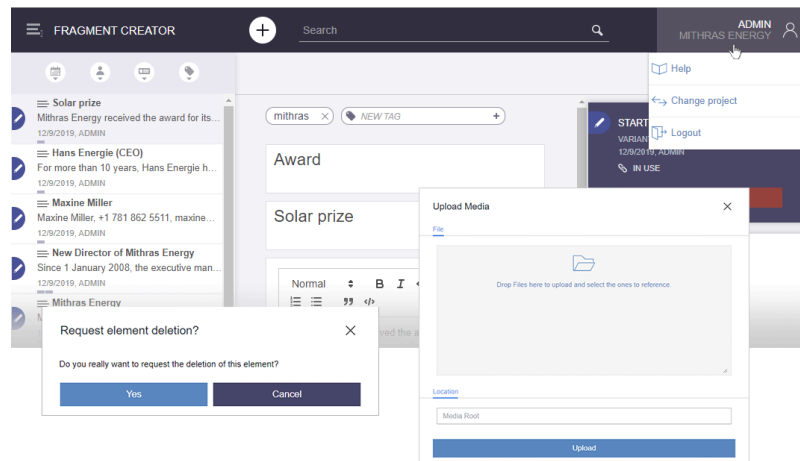 FRAGMENT CREATOR
Search
ADMIN
MITHRAS ENERGY
Help
Change project
Logout
Solar prize
Mithras Energy received the award for its...
12/9/2019, ADMIN
Hans Energie (CEO)
For more than 10 years, Hans Energie h...
12/9/2019, ADMIN
Maxine Miller
Maxine Miller, +1 781 862 5511, maxine...
12/9/2019, ADMIN
New Director of Mithras Energy
Since 1 January 2008, the executive man...
12/9/2019, ADMIN
Mithras Energy
mithras
NEW TAG
Award
Solar prize
Normal
B I
ved the a
START
VARIAN
12/9/2019, ADMIN
IN USE
Request element deletion?
Do you really want to request the deletion of this element?
Yes
Cancel
Upload Media
File
Drop Files here to upload and select the ones to reference.
Location
Media Root
Upload